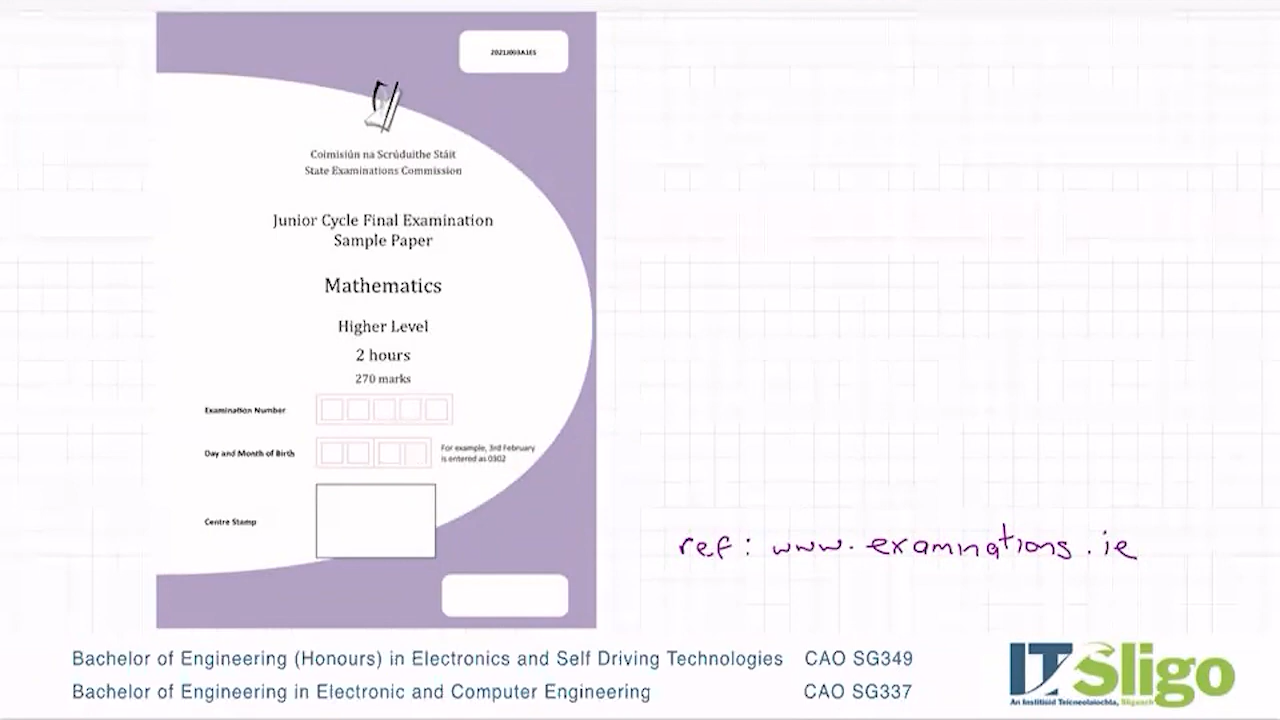 2021J003A1ES
Coimisiún na Scrúduithe Stáit
State Examinations Commission
Junior Cycle Final Examination
Sample Paper
Mathematics
Higher Level
2 hours
270 marks
Examination Number
Day and Month of Birth
For example, 3rd February
is entered as 0302
Centre Stamp
ref: www.examinations.ie
Bachelor of Engineering (Honours) in Electronics and Self Driving Technologies CAO SG349
Bachelor of Engineering in Electronic and Computer Engineering CAO SG337
IT Sligo
An Institiúid Teicneolaíochta, Sligeach